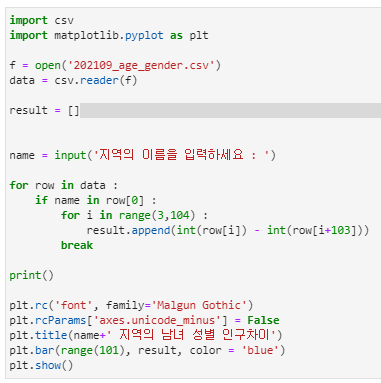 import csv
import matplotlib.pyplot as plt
f = open('202109_age_gender.csv')
data = csv.reader(f)
result = []
name = input('지역의 이름을 입력하세요 : ')
for row in data :
    if name in row[0] :
        for i in range(3,104) :
            result.append(int(row[i]) - int(row[i+103]))
        break
print()
plt.rc('font', family='Malgun Gothic')
plt.rcParams['axes.unicode_minus'] = False
plt.title(name+' 지역의 남녀 성별 인구차이')
plt.bar(range(101), result, color = 'blue')
plt.show()